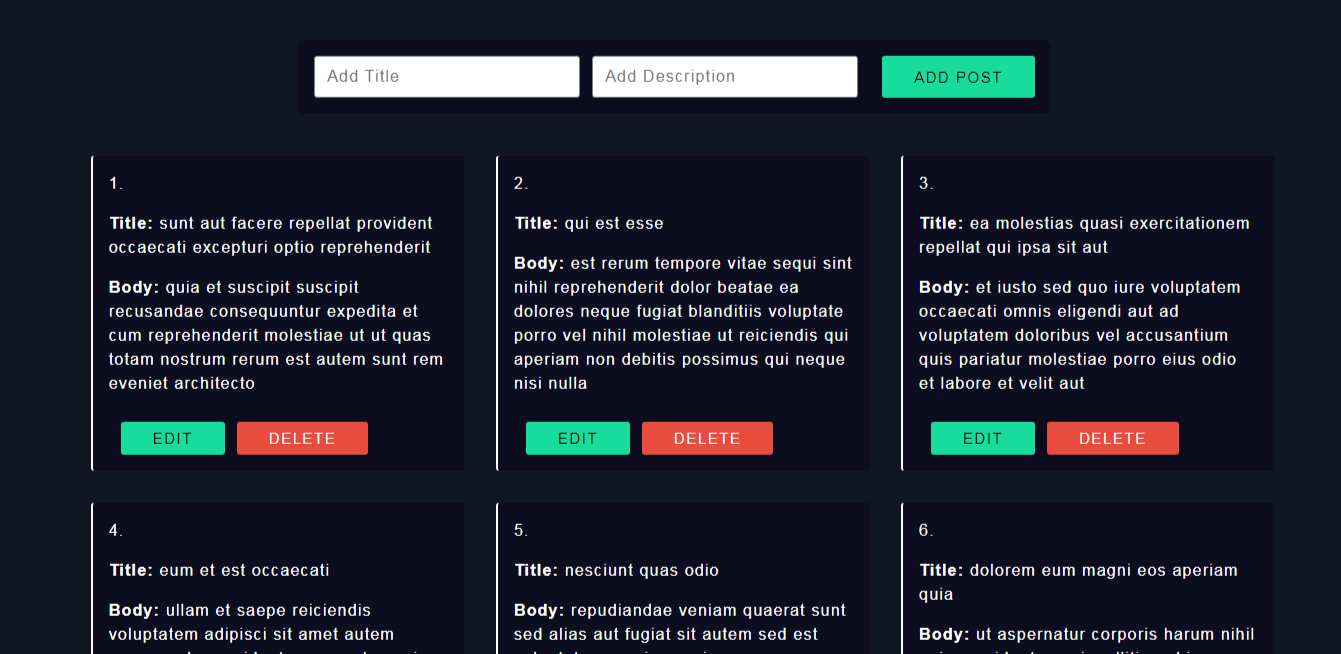 Add Title
Add Description
ADD POST
1.
Title: sunt aut facere repellat provident
occaecati excepturi optio reprehenderit
Body: quia et suscipit suscipit
recusandae consequuntur expedita et
cum reprehenderit molestiae ut ut quas
totam nostrum rerum est autem sunt rem
eveniet architecto
EDIT
DELETE
2.
Title: qui est esse
Body: est rerum tempore vitae sequi sint
nihil reprehenderit dolor beatae ea
dolores neque fugiat blanditiis voluptate
porro vel nihil molestiae ut reiciendis qui
aperiam non debitis possimus qui neque
nisi nulla
EDIT
DELETE
3.
Title: ea molestias quasi exercitationem
repellat qui ipsa sit aut
Body: et iusto sed quo iure voluptatem
occaecati omnis eligendi aut ad
voluptatem doloribus vel accusantium
quis pariatur molestiae porro eius odio
et labore et velit aut
EDIT
DELETE
4.
Title: eum et est occaecati
Body: ullam et saepe reiciendis
voluptatem adipisci sit amet autem
5.
Title: nesciunt quas odio
Body: repudiandae veniam quaerat sunt
sed alias aut fugiat sit autem sed est
6.
Title: dolorem eum magni eos aperiam
quia
Body: ut aspernatur corporis harum nihil